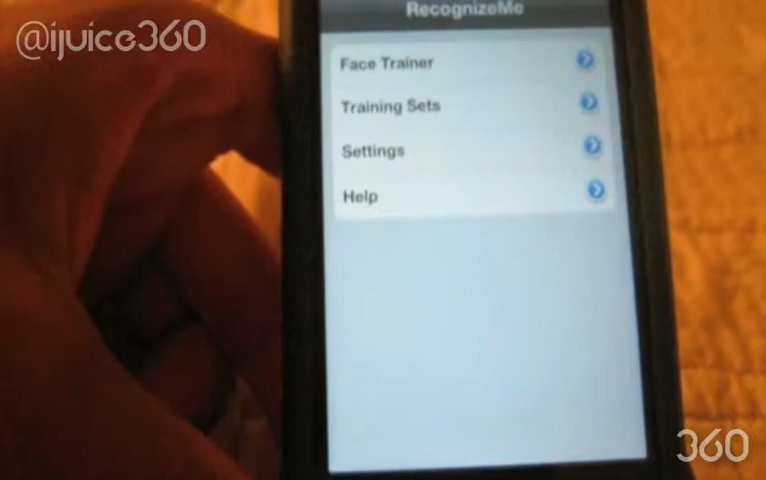 @ijuice360
RecognizeMe
Face Trainer
Training Sets
Settings
Help
360